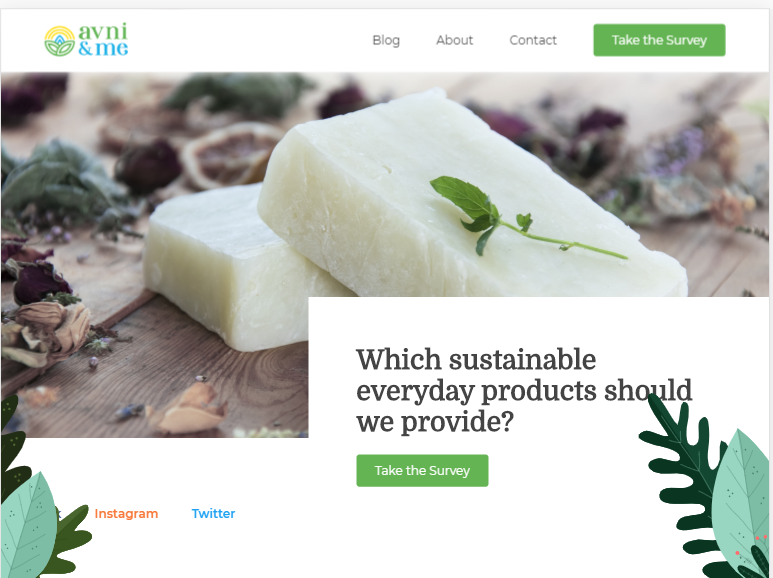 avni
&me
Blog About Contact Take the Survey
Which sustainable
everyday products should
we provide?
Take the Survey
Instagram Twitter